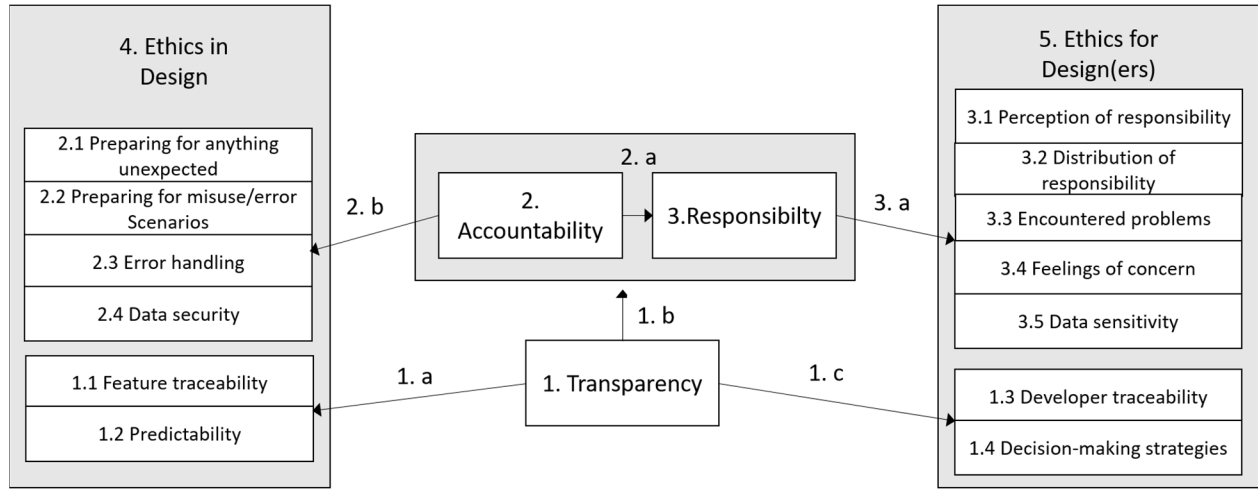 4. Ethics in
Design
2.1 Preparing for anything
unexpected
2.2 Preparing for misuse/error
Scenarios
2.3 Error handling
2.4 Data security
1.1 Feature traceability
1.2 Predictability
2. b
1. a
2. a
2.
Accountability
3.Responsibilty
1. b
1. Transparency
3. a
1. c
5. Ethics for
Design(ers)
3.1 Perception of responsibility
3.2 Distribution of
responsibility
3.3 Encountered problems
3.4 Feelings of concern
3.5 Data sensitivity
1.3 Developer traceability
1.4 Decision-making strategies